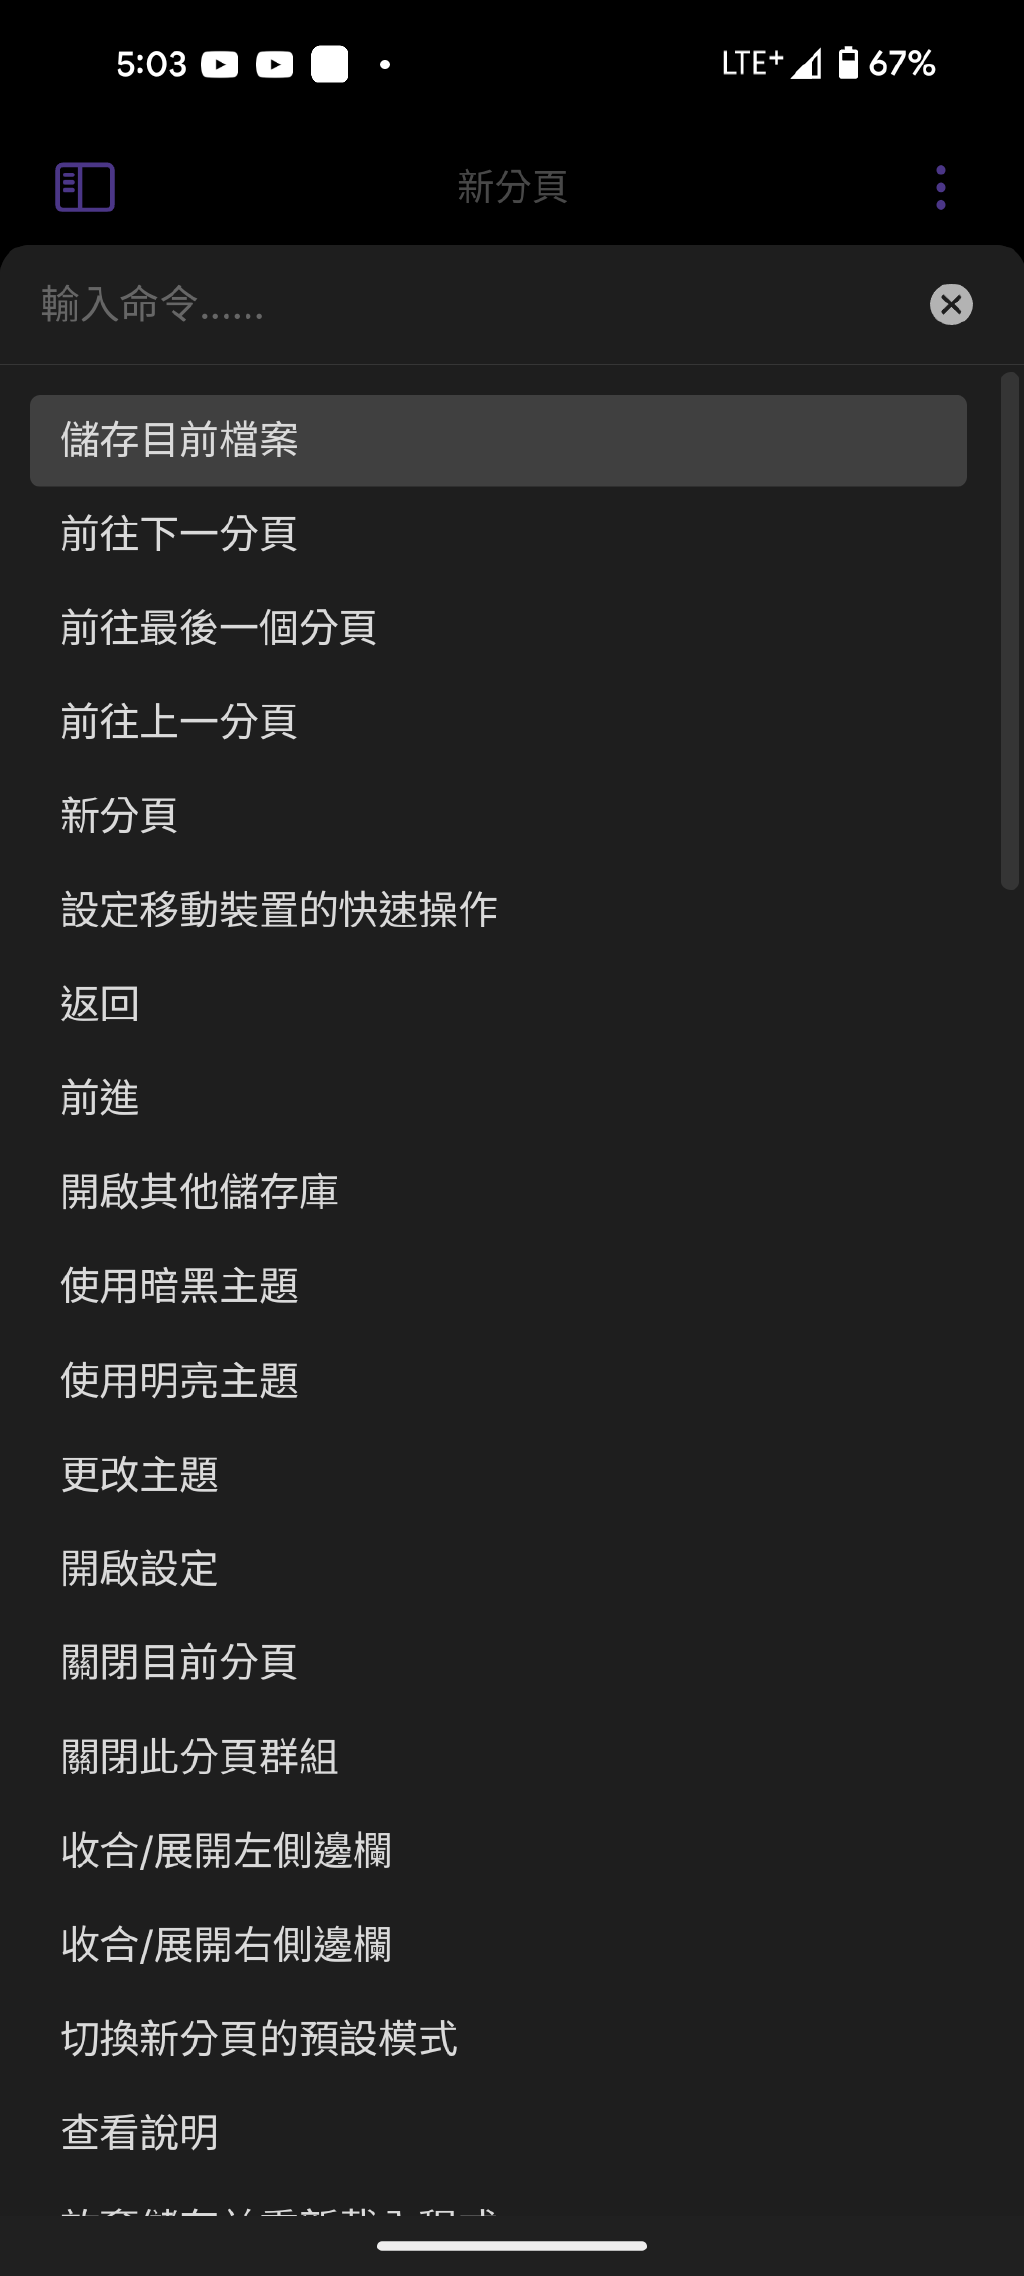 5:03 LTE+ 67%
新分頁
輸入命令......
儲存目前檔案
前往下一分頁
前往最後一個分頁
前往上一分頁
新分頁
設定移動裝置的快速操作
返回
前進
開啟其他儲存庫
使用暗黑主題
使用明亮主題
更改主題
開啟設定
關閉目前分頁
關閉此分頁群組
收合/展開左側邊欄
收合/展開右側邊欄
切換新分頁的預設模式
查看說明